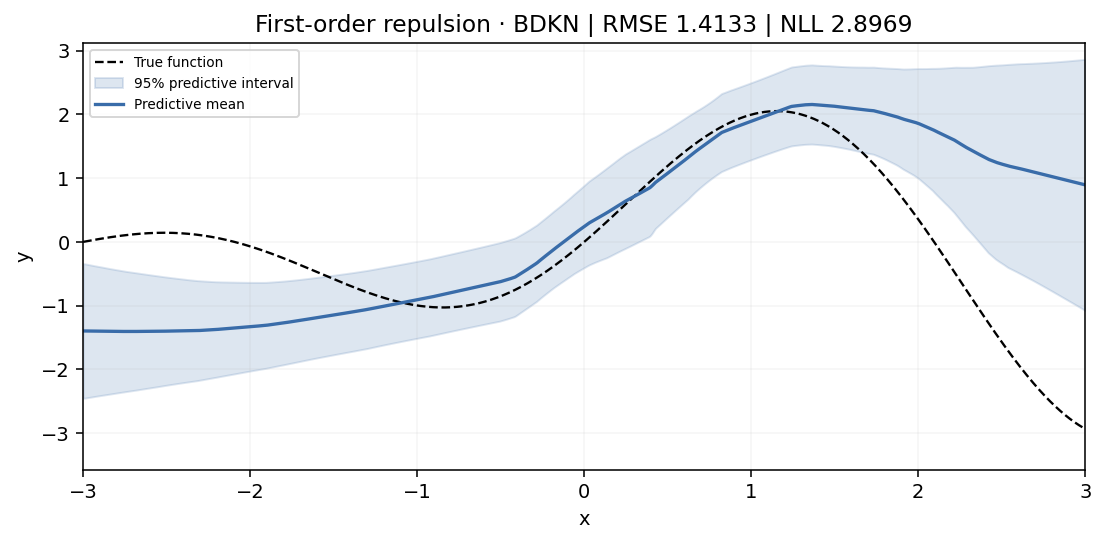 First-order repulsion · BDKN | RMSE 1.4133 | NLL 2.8969
True function
95% predictive interval
Predictive mean
3
2
1
0
−1
−2
−3
y
−3
−2
−1
0
1
2
3
x